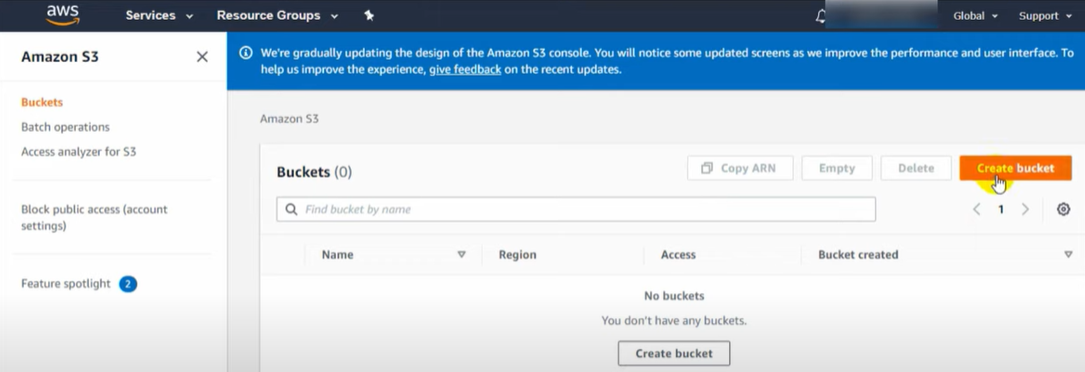 aws
Services
Resource Groups
Global
Support
Amazon S3
We're gradually updating the design of the Amazon S3 console. You will notice some updated screens as we improve the performance and user interface. To
help us improve the experience, give feedback on the recent updates.
Buckets
Batch operations
Access analyzer for S3
Block public access (account
settings)
Feature spotlight 2
Amazon S3
Buckets (0)
Copy ARN
Empty
Delete
Create bucket
Find bucket by name
1
Name
Region
Access
Bucket created
No buckets
You don't have any buckets.
Create bucket